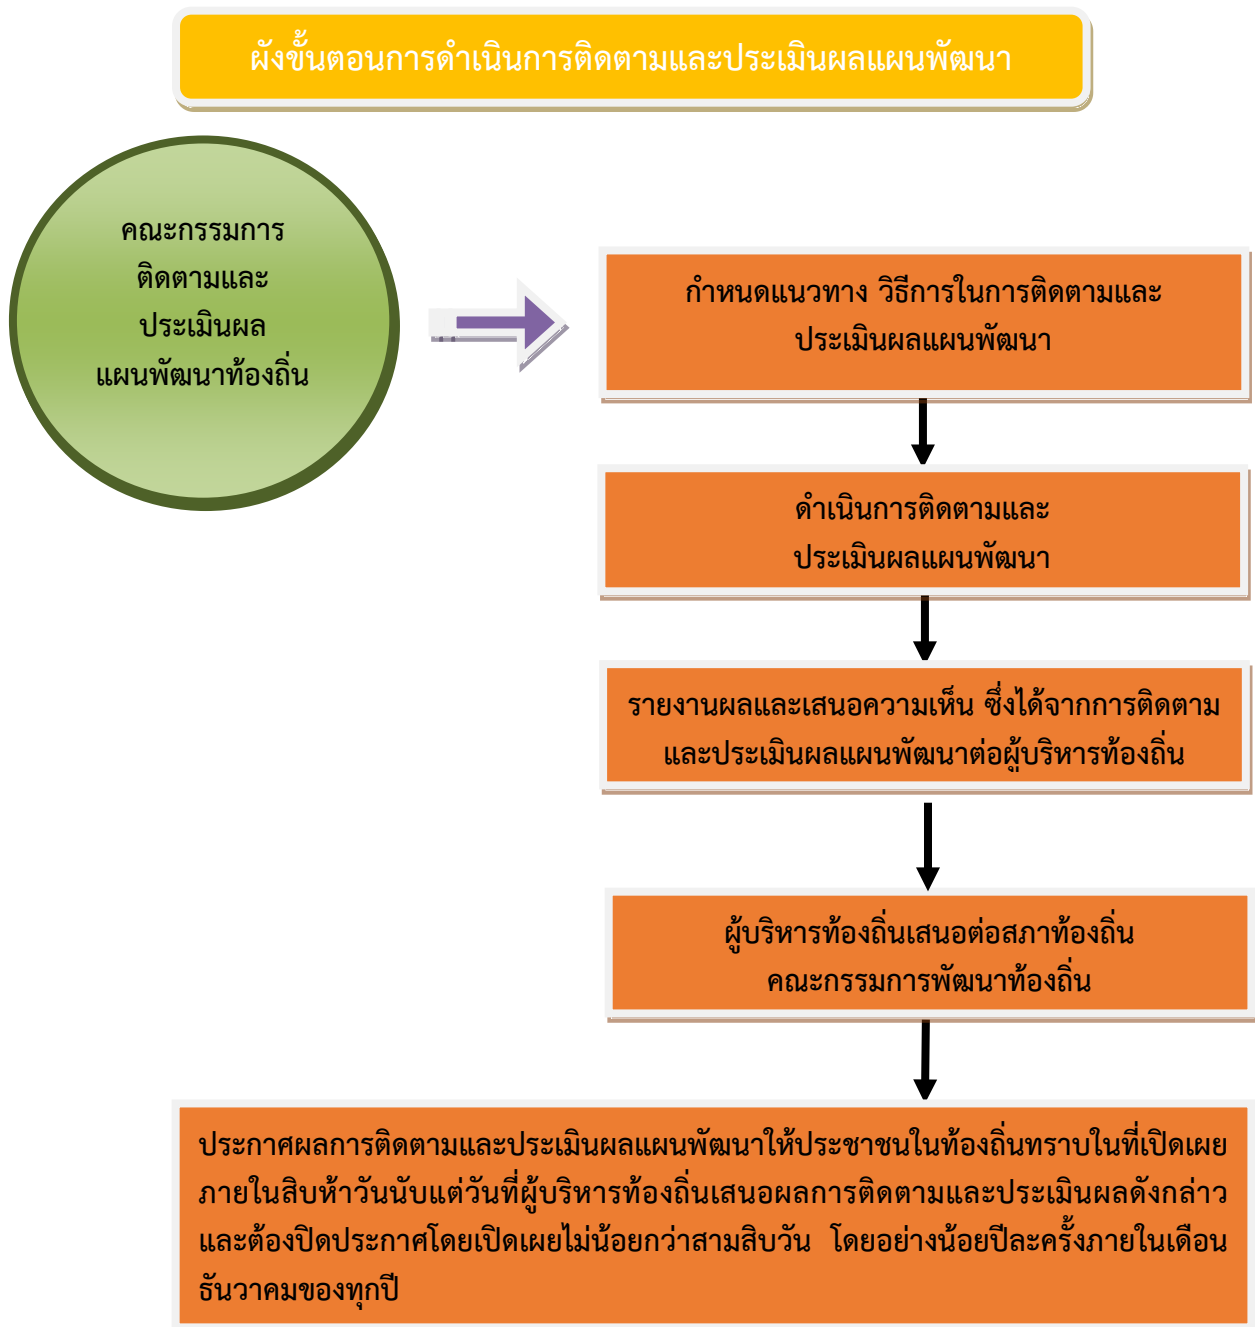 ผังขั้นตอนการดำเนินการติดตามและประเมินผลแผนพัฒนา
คณะกรรมการ
ติดตามและ
ประเมินผล
แผนพัฒนาท้องถิ่น
กำหนดแนวทาง วิธีการในการติดตามและ
ประเมินผลแผนพัฒนา
ดำเนินการติดตามและ
ประเมินผลแผนพัฒนา
รายงานผลและเสนอความเห็น ซึ่งได้จากการติดตาม
และประเมินผลแผนพัฒนาต่อผู้บริหารท้องถิ่น
ผู้บริหารท้องถิ่นเสนอต่อสภาท้องถิ่น
คณะกรรมการพัฒนาท้องถิ่น
ประกาศผลการติดตามและประเมินผลแผนพัฒนาให้ประชาชนในท้องถิ่นทราบในที่เปิดเผย
ภายในสิบห้าวันนับแต่วันที่ผู้บริหารท้องถิ่นเสนอผลการติดตามและประเมินผลดังกล่าว
และต้องปิดประกาศโดยเปิดเผยไม่น้อยกว่าสามสิบวัน โดยอย่างน้อยปีละครั้งภายในเดือน
ธันวาคมของทุกปี